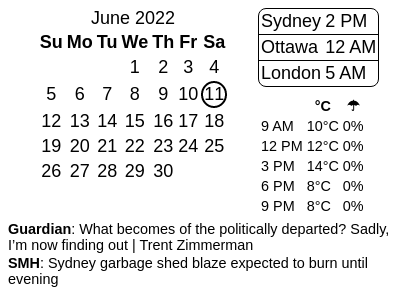 June 2022
Su Mo Tu We Th Fr Sa
1 2 3 4
5 6 7 8 9 10 11
12 13 14 15 16 17 18
19 20 21 22 23 24 25
26 27 28 29 30
Sydney 2 PM
Ottawa 12 AM
London 5 AM
°C ☂
9 AM 10°C 0%
12 PM 12°C 0%
3 PM 14°C 0%
6 PM 8°C 0%
9 PM 8°C 0%
Guardian: What becomes of the politically departed? Sadly,
I’m now finding out | Trent Zimmerman
SMH: Sydney garbage shed blaze expected to burn until
evening